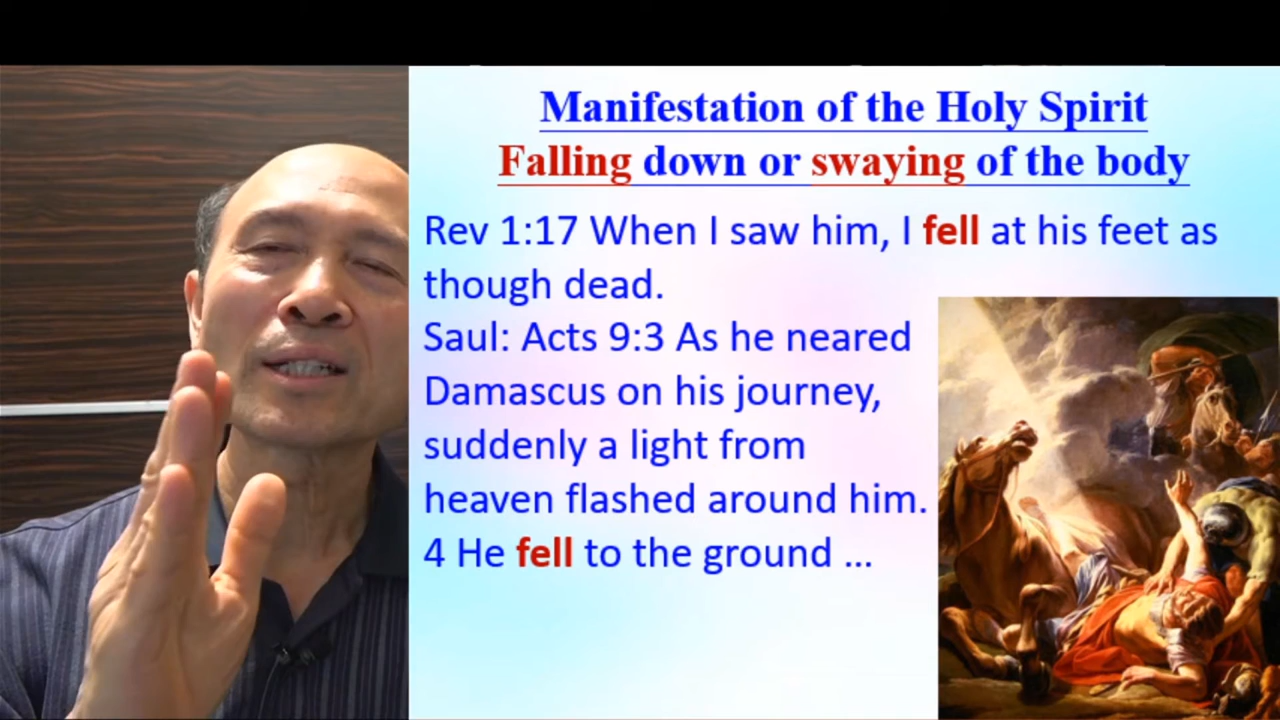 Manifestation of the Holy Spirit
Falling down or swaying of the body
Rev 1:17 When I saw him, I fell at his feet as
though dead.
Saul: Acts 9:3 As he neared
Damascus on his journey,
suddenly a light from
heaven flashed around him.
4 He fell to the ground ...